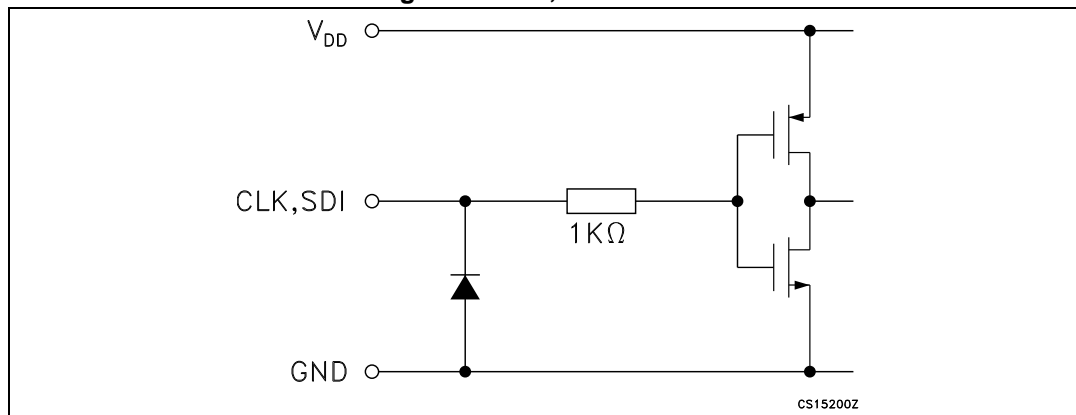 V_DD
CLK,SDI
1KΩ
GND
CS15200Z